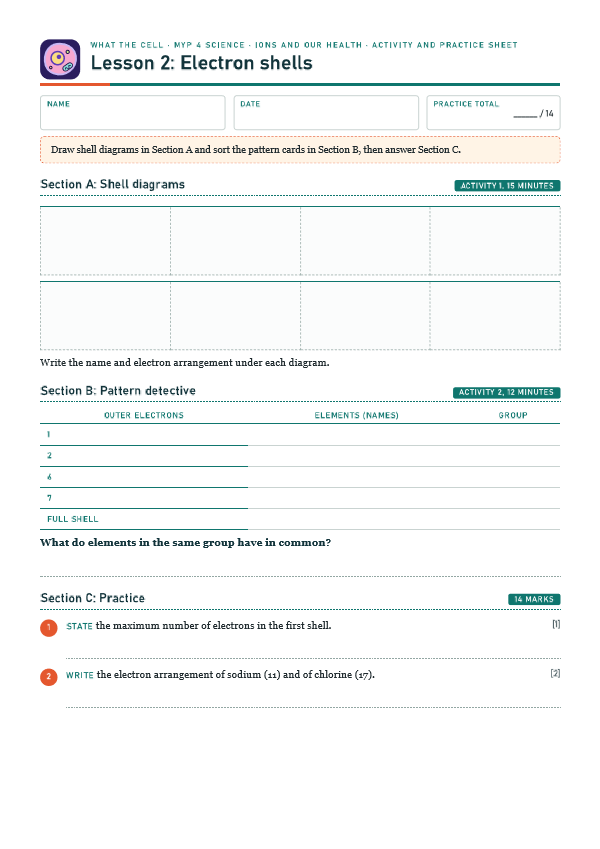 WHAT THE CELL · MYP 4 SCIENCE · IONS AND OUR HEALTH · ACTIVITY AND PRACTICE SHEET
Lesson 2: Electron shells
NAME
DATE
PRACTICE TOTAL
_____ / 14
Draw shell diagrams in Section A and sort the pattern cards in Section B, then answer Section C.
Section A: Shell diagrams
ACTIVITY 1, 15 MINUTES
Write the name and electron arrangement under each diagram.
Section B: Pattern detective
ACTIVITY 2, 12 MINUTES
OUTER ELECTRONS ELEMENTS (NAMES) GROUP
1
2
6
7
FULL SHELL
What do elements in the same group have in common?
Section C: Practice
14 MARKS
1 STATE the maximum number of electrons in the first shell. [1]
2 WRITE the electron arrangement of sodium (11) and of chlorine (17). [2]